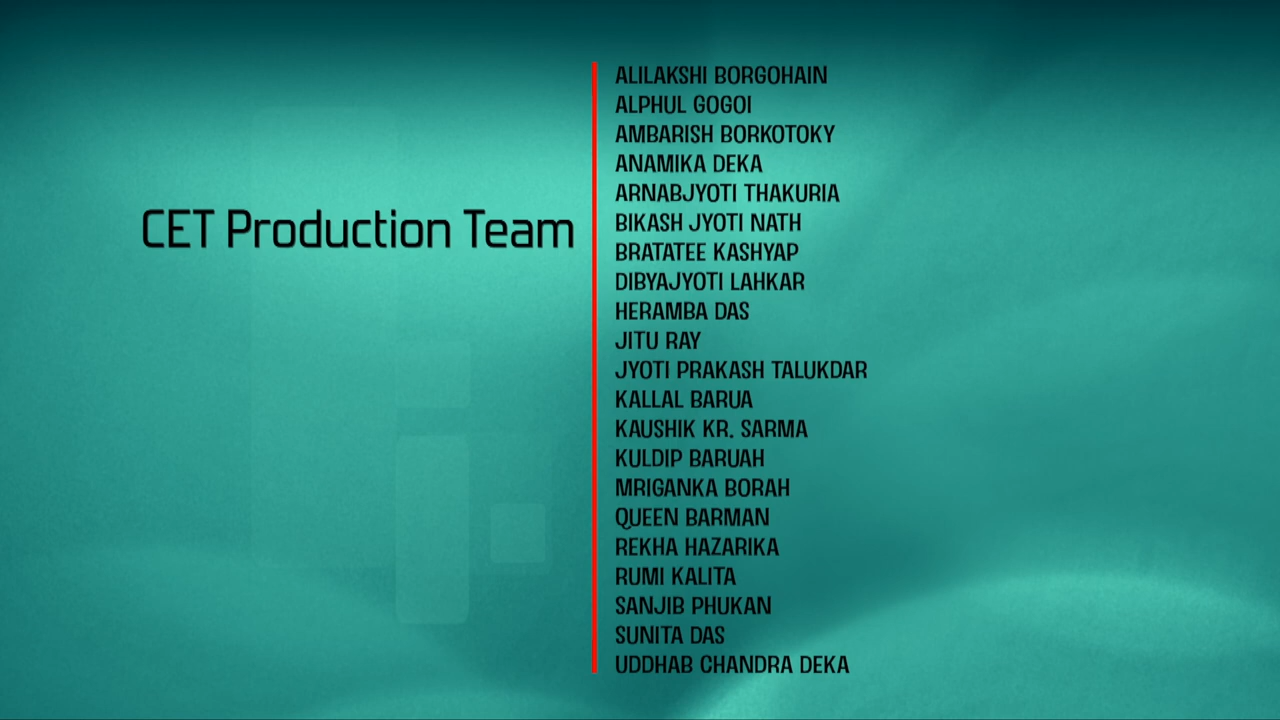 CET Production Team
ALILAKSHI BORGOHAIN
ALPHUL GOGOI
AMBARISH BORKOTOKY
ANAMIKA DEKA
ARNABJYOTI THAKURIA
BIKASH JYOTI NATH
BRATATEE KASHYAP
DIBYAJYOTI LAHKAR
HERAMBA DAS
JITU RAY
JYOTI PRAKASH TALUKDAR
KALLAL BARUA
KAUSHIK KR. SARMA
KULDIP BARUAH
MRIGANKA BORAH
QUEEN BARMAN
REKHA HAZARIKA
RUMI KALITA
SANJIB PHUKAN
SUNITA DAS
UDDHAB CHANDRA DEKA